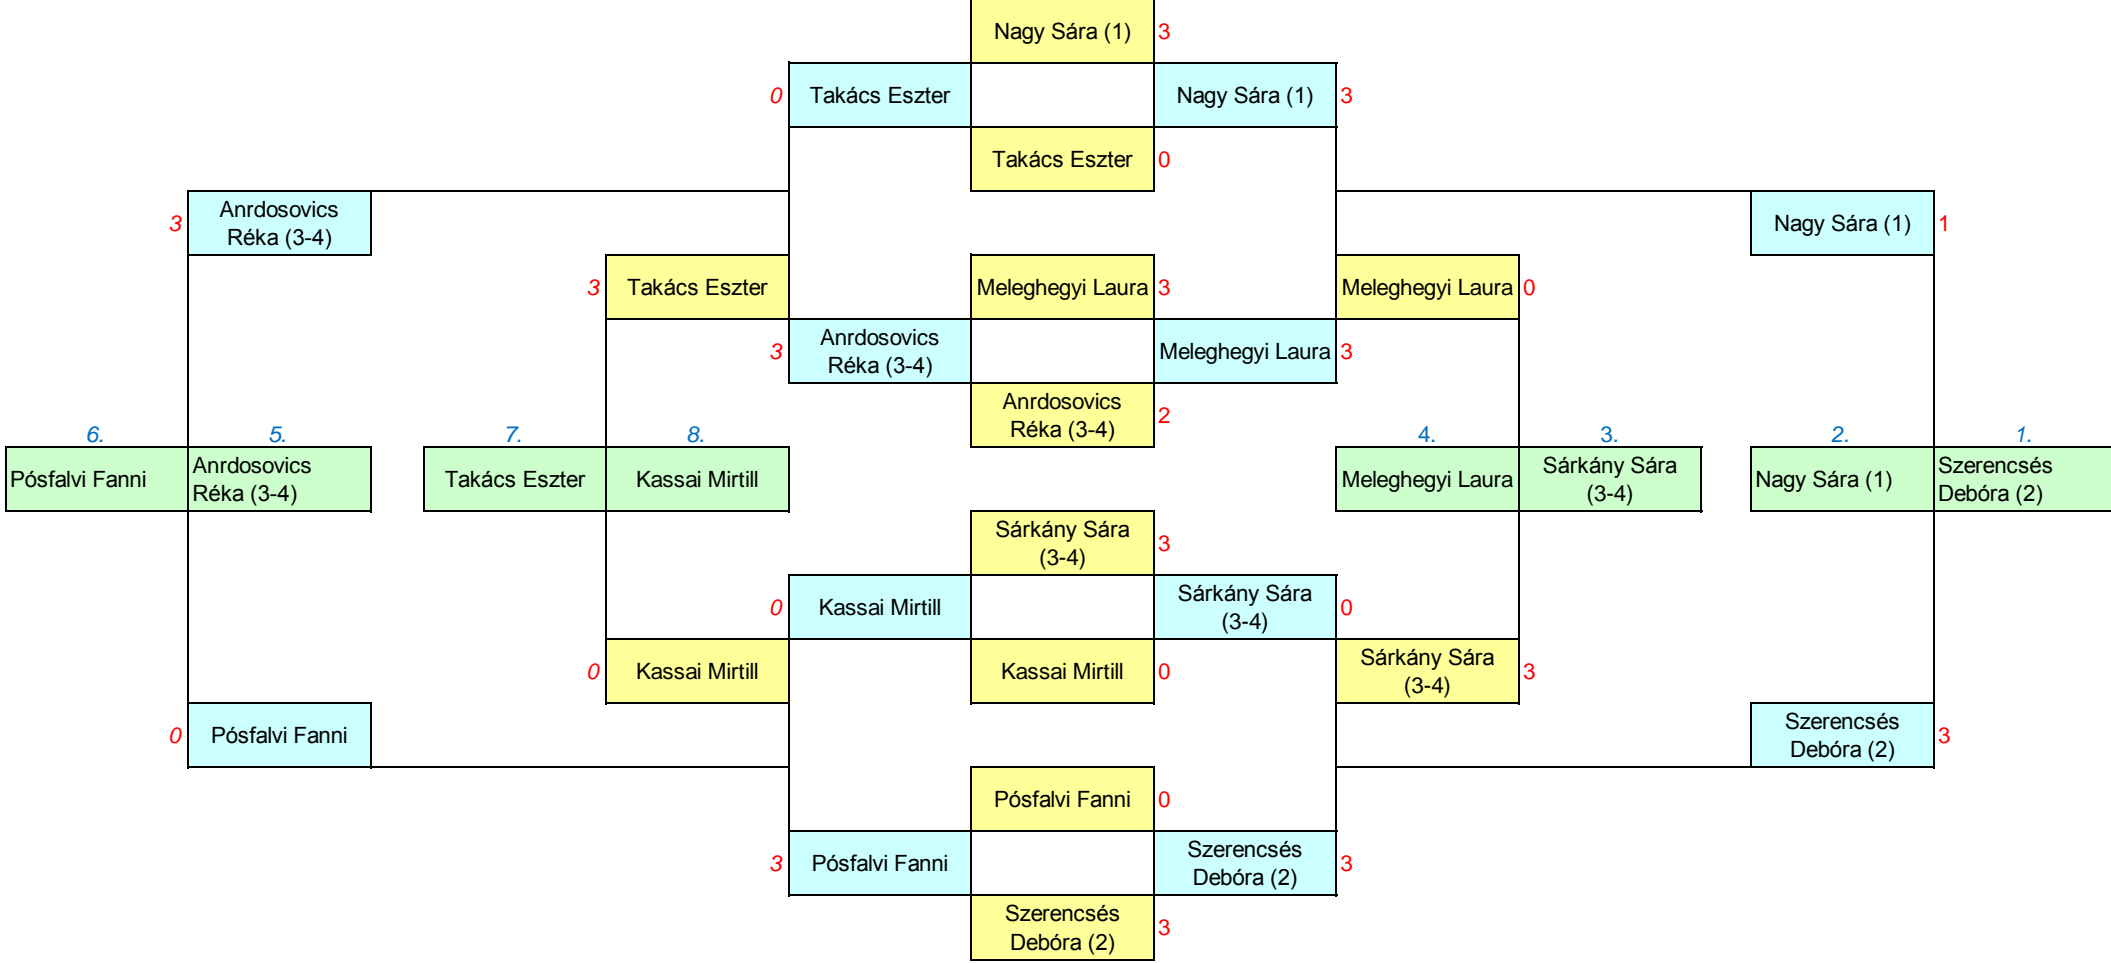 Nagy Sára (1) 3
0 Takács Eszter Nagy Sára (1) 3
Takács Eszter 0
3 Anrdosovics
Réka (3-4)
Nagy Sára (1) 1
3 Takács Eszter Meleghegyi Laura 3 Meleghegyi Laura 0
3 Anrdosovics
Réka (3-4)
Meleghegyi Laura 3
Anrdosovics
Réka (3-4)
2
6. 5. 7. 8. 4. 3. 2. 1.
Pósfalvi Fanni
Anrdosovics
Réka (3-4)
Takács Eszter
Kassai Mirtill
Meleghegyi Laura
Sárkány Sára
(3-4)
Nagy Sára (1)
Szerencsés
Debóra (2)
Sárkány Sára
(3-4)
3
0 Kassai Mirtill
Sárkány Sára
(3-4)
0
0 Kassai Mirtill
Kassai Mirtill 0
Sárkány Sára
(3-4)
3
0 Pósfalvi Fanni
Szerencsés
Debóra (2)
3
Pósfalvi Fanni 0
3 Pósfalvi Fanni
Szerencsés
Debóra (2)
3
Szerencsés
Debóra (2)
3